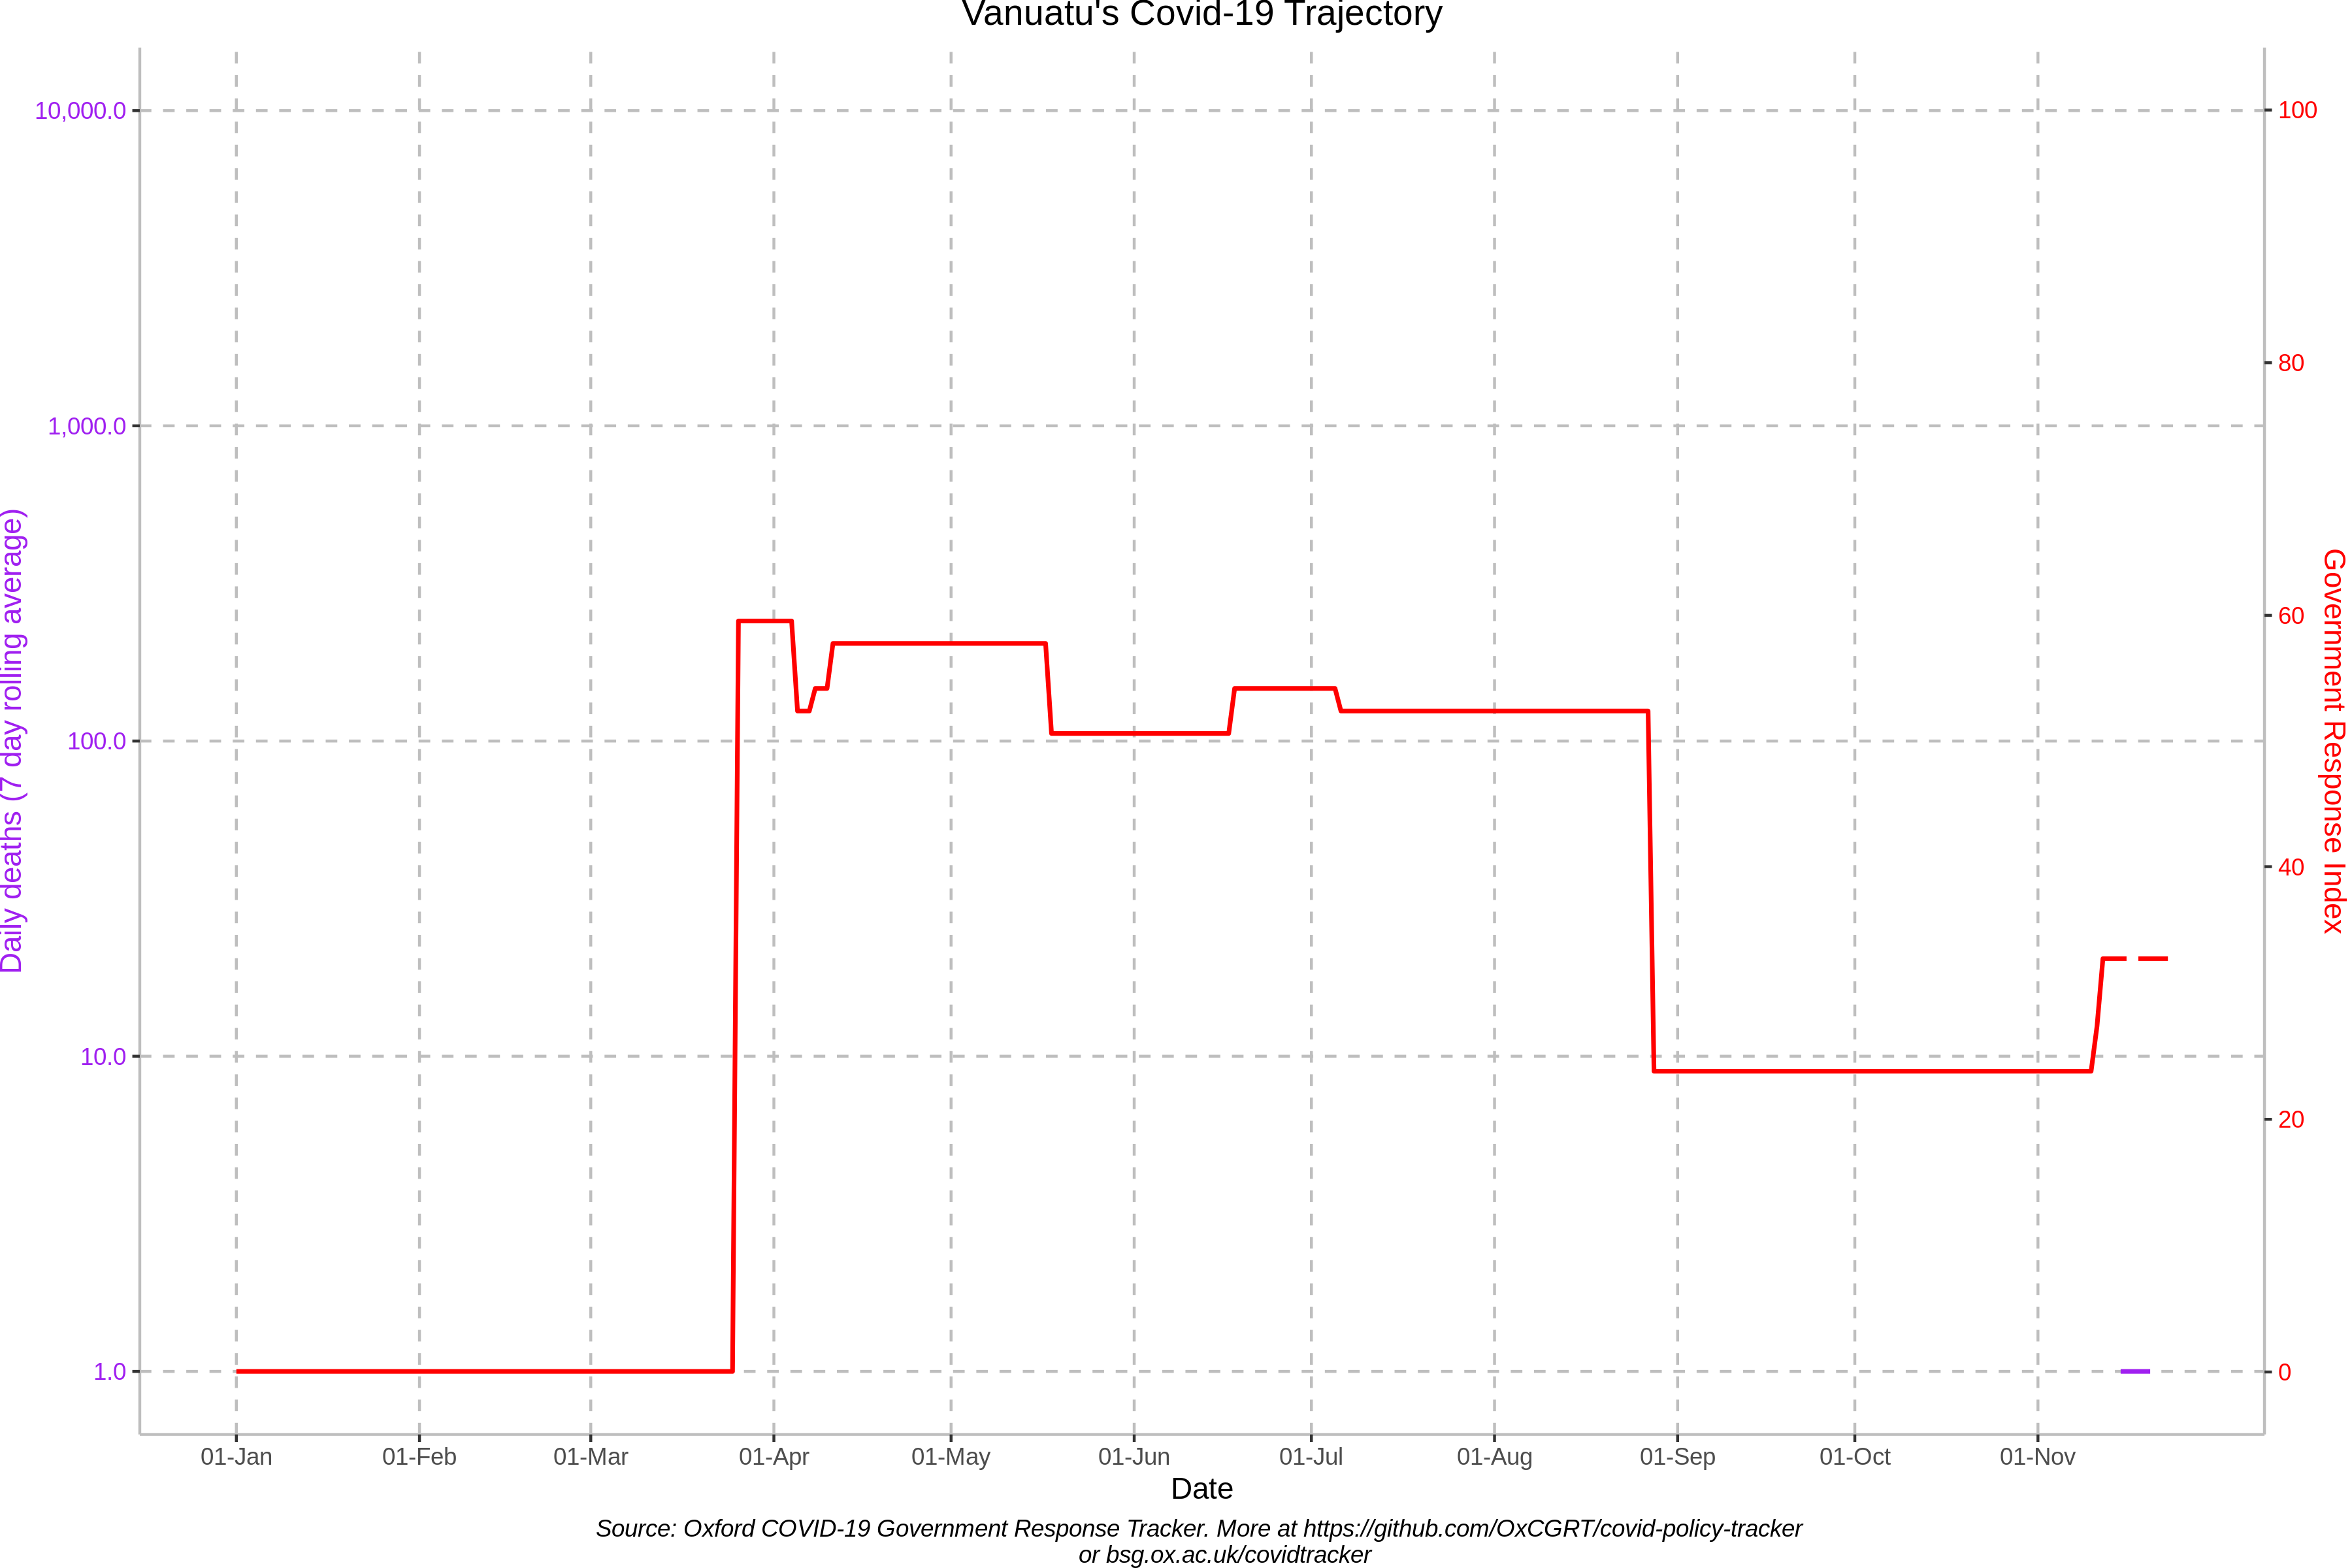 Vanuatu's Covid-19 Trajectory
10,000.0
1,000.0
100.0
10.0
1.0
Daily deaths (7 day rolling average)
100
80
60
40
20
0
Government Response Index
01-Jan 01-Feb 01-Mar 01-Apr 01-May 01-Jun 01-Jul 01-Aug 01-Sep 01-Oct 01-Nov
Date
Source: Oxford COVID-19 Government Response Tracker. More at https://github.com/OxCGRT/covid-policy-tracker
or bsg.ox.ac.uk/covidtracker